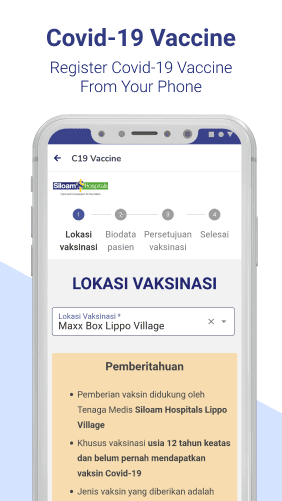 Covid-19 Vaccine
Register Covid-19 Vaccine
From Your Phone
C19 Vaccine
Siloam Hospitals
1 2 3 4
Lokasi vaksinasi
Biodata pasien
Persetujuan vaksinasi
Selesai
LOKASI VAKSINASI
Lokasi Vaksinasi *
Maxx Box Lippo Village
Pemberitahuan
• Pemberian vaksin didukung oleh
Tenaga Medis Siloam Hospitals Lippo
Village
• Khusus vaksinasi usia 12 tahun keatas
dan belum pernah mendapatkan
vaksin Covid-19
• Jenis vaksin yang diberikan adalah